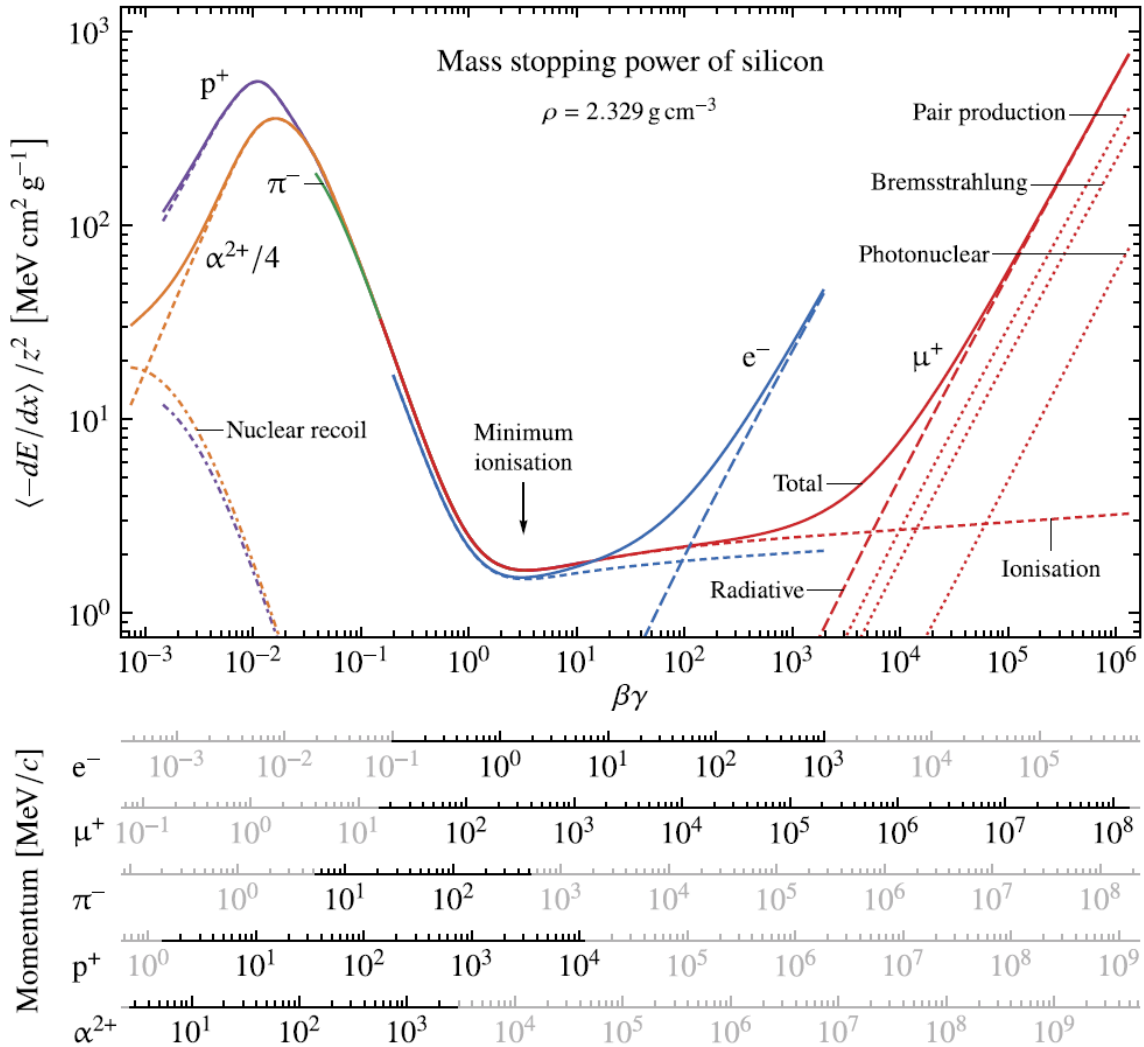 Mass stopping power of silicon
ρ = 2.329 g cm⁻³
⟨−dE/dx⟩/z² [MeV cm² g⁻¹]
10³
10²
10¹
10⁰
p⁺
π⁻
α²⁺/4
Nuclear recoil
Minimum
ionisation
e⁻
μ⁺
Pair production
Bremsstrahlung
Photonuclear
Total
Radiative
Ionisation
10⁻³ 10⁻² 10⁻¹ 10⁰ 10¹ 10² 10³ 10⁴ 10⁵ 10⁶
βγ
Momentum [MeV/c]
e⁻ 10⁻³ 10⁻² 10⁻¹ 10⁰ 10¹ 10² 10³ 10⁴ 10⁵
μ⁺ 10⁻¹ 10⁰ 10¹ 10² 10³ 10⁴ 10⁵ 10⁶ 10⁷ 10⁸
π⁻ 10⁰ 10¹ 10² 10³ 10⁴ 10⁵ 10⁶ 10⁷ 10⁸
p⁺ 10⁰ 10¹ 10² 10³ 10⁴ 10⁵ 10⁶ 10⁷ 10⁸ 10⁹
α²⁺ 10¹ 10² 10³ 10⁴ 10⁵ 10⁶ 10⁷ 10⁸ 10⁹